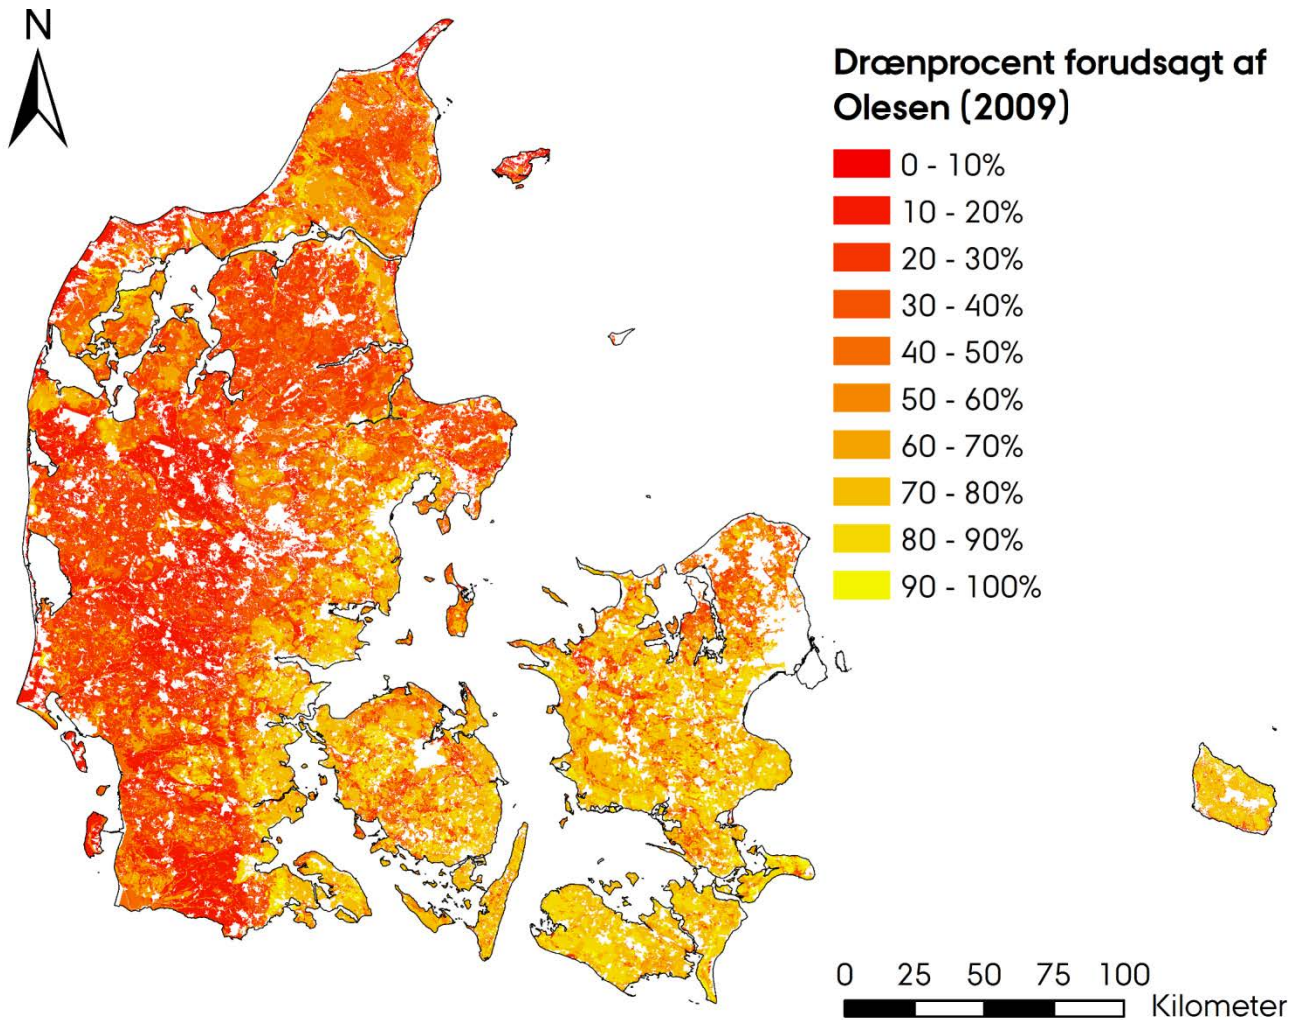 N
Drænprocent forudsagt af
Olesen (2009)
0 - 10%
10 - 20%
20 - 30%
30 - 40%
40 - 50%
50 - 60%
60 - 70%
70 - 80%
80 - 90%
90 - 100%
0 25 50 75 100
Kilometer